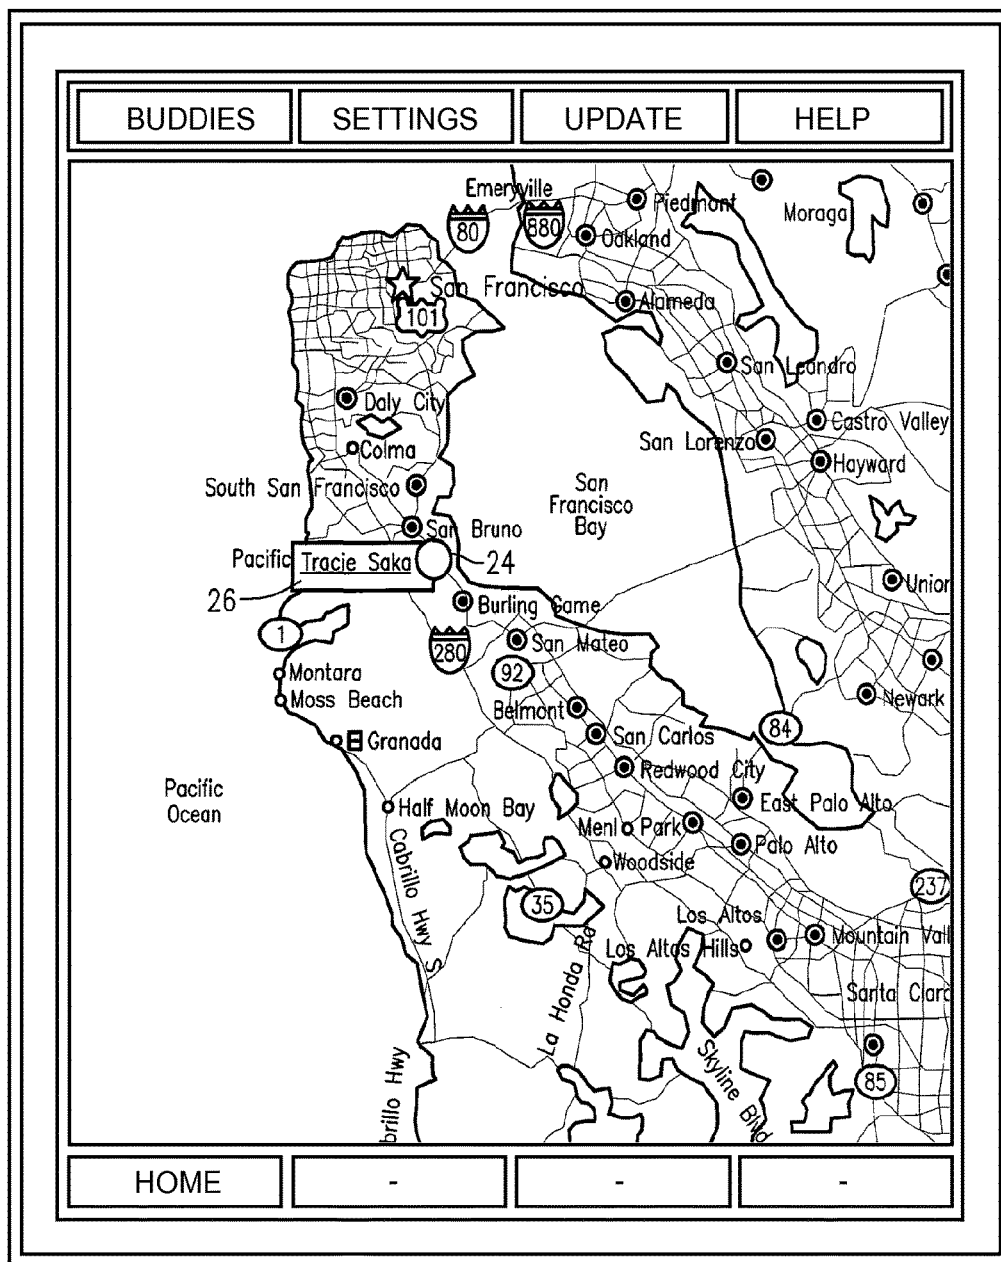 BUDDIES
SETTINGS
UPDATE
HELP
Emeryville
Piedmont
Moraga
80
880
Oakland
San Francisco
Alameda
101
San Leandro
Daly City
Castro Valley
San Lorenzo
Colma
Hayward
South San Francisco
San
Francisco
Bay
San Bruno
Pacific
Tracie Saka
24
Union
26
Burling Game
1
280
San Mateo
92
Montara
Moss Beach
Belmont
Newark
84
San Carlos
Granada
Redwood City
Pacific
Ocean
Half Moon Bay
East Palo Alto
Menl
Park
Palo Alto
Cabrillo Hwy S
Woodside
237
35
Los Altos
Mountain Vall
Los Altos Hills
La Honda Rd
Santa Clara
Skyline Blvd
85
brillo Hwy
HOME
-
-
-